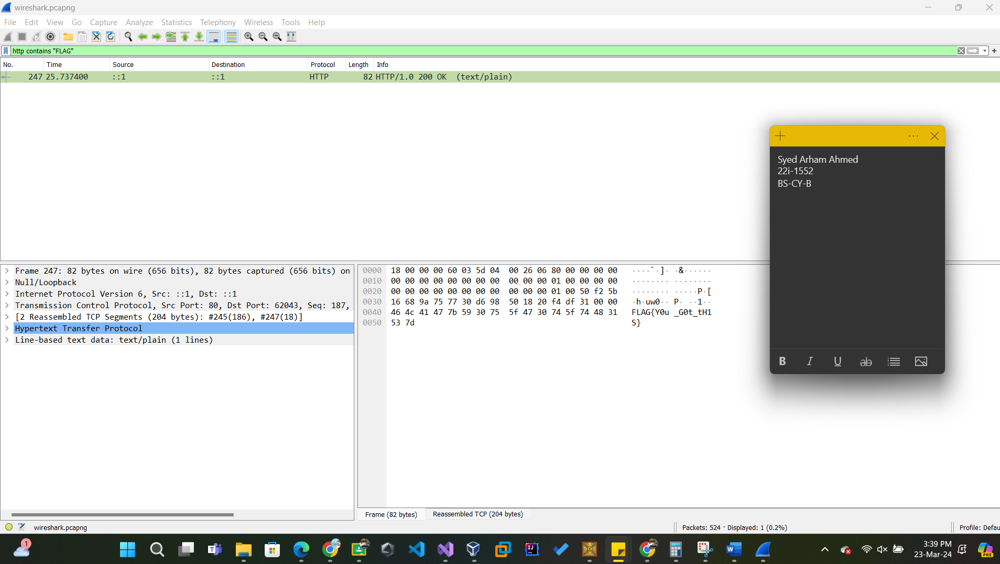 wireshark.pcapng
File Edit View Go Capture Analyze Statistics Telephony Wireless Tools Help
http contains "FLAG"
No. Time Source Destination Protocol Length Info
247 25.737400 ::1 ::1 HTTP 82 HTTP/1.0 200 OK (text/plain)
Syed Arham Ahmed
22i-1552
BS-CY-B
B I U ab
Frame 247: 82 bytes on wire (656 bits), 82 bytes captured (656 bits) on
Null/Loopback
Internet Protocol Version 6, Src: ::1, Dst: ::1
Transmission Control Protocol, Src Port: 80, Dst Port: 62043, Seq: 187,
[2 Reassembled TCP Segments (204 bytes): #245(186), #247(18)]
Hypertext Transfer Protocol
Line-based text data: text/plain (1 lines)
0000 18 00 00 00 60 03 5d 04 00 26 06 80 00 00 00 00 ····`·]· ·&······
0010 00 00 00 00 00 00 00 00 00 00 00 01 00 00 00 00 ········ ········
0020 00 00 00 00 00 00 00 00 00 00 00 01 00 50 f2 5b ········ ·····P·[
0030 16 68 9a 75 77 30 d6 98 50 18 20 f4 df 31 00 00 ·h·uw0·· P· ··1··
0040 46 4c 41 47 7b 59 30 75 5f 47 30 74 5f 74 48 31 FLAG{Y0u _G0t_tH1
0050 53 7d S}
Frame (82 bytes) Reassembled TCP (204 bytes)
wireshark.pcapng
Packets: 524 · Displayed: 1 (0.2%)
Profile: Defau
1
3:39 PM
23-Mar-24
PRE